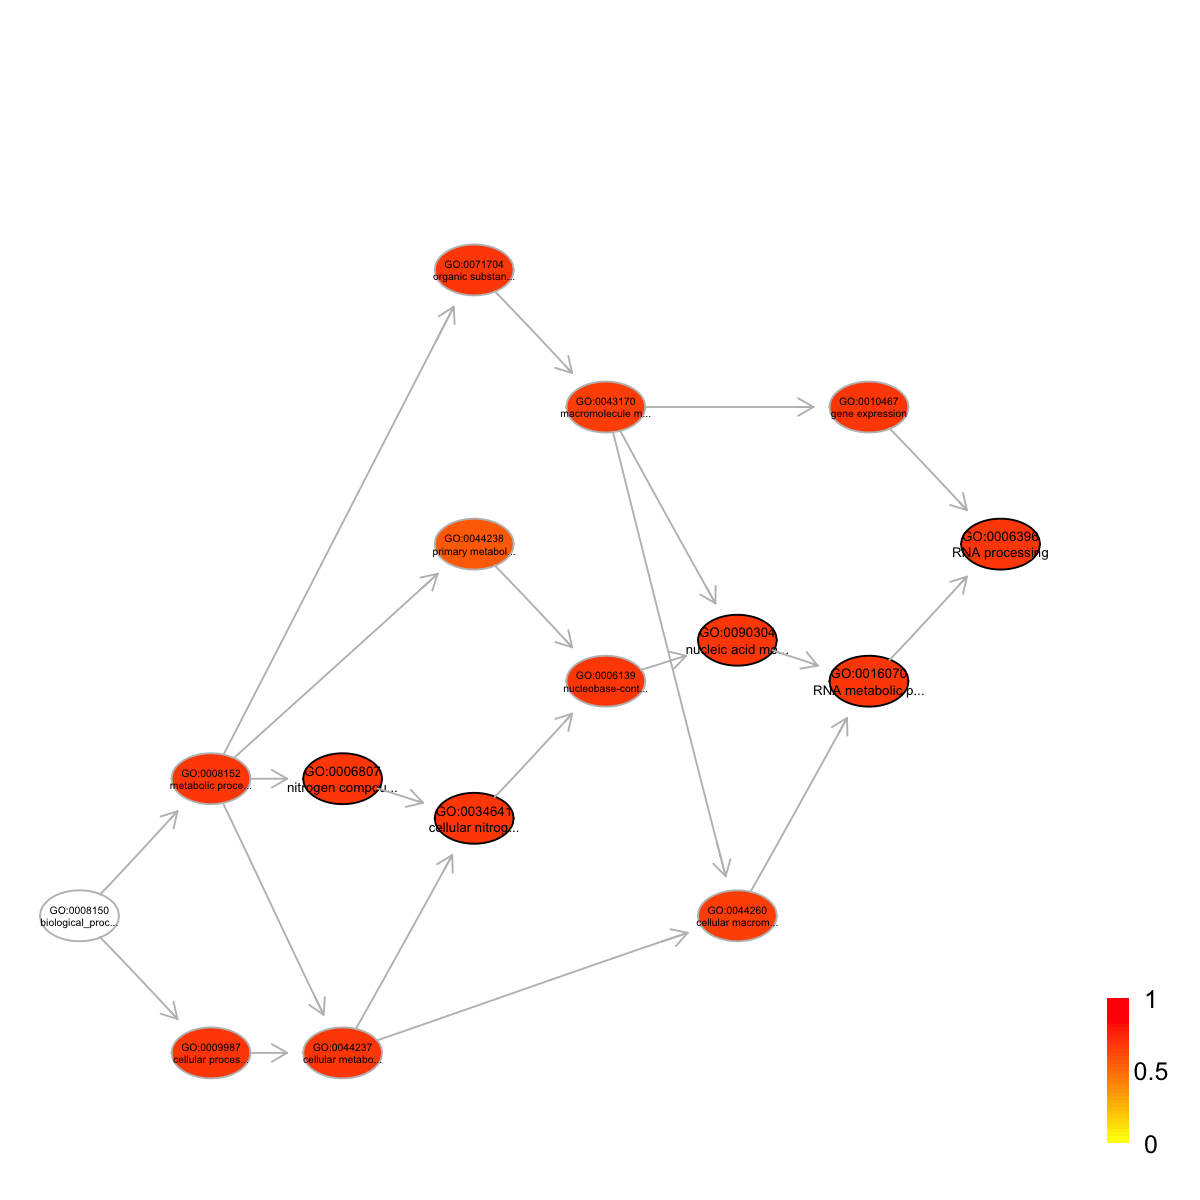 GO:0071704
organic substan...
GO:0043170
macromolecule m...
GO:0010467
gene expression
GO:0044238
primary metabol...
GO:0006396
RNA processing
GO:0090304
nucleic acid me...
GO:0006139
nucleobase-cont...
GO:0016070
RNA metabolic p...
GO:0008152
metabolic proce...
GO:0006807
nitrogen compou...
GO:0034641
cellular nitrog...
GO:0008150
biological_proc...
GO:0044260
cellular macrom...
GO:0009987
cellular proces...
GO:0044237
cellular metabo...
1
0.5
0